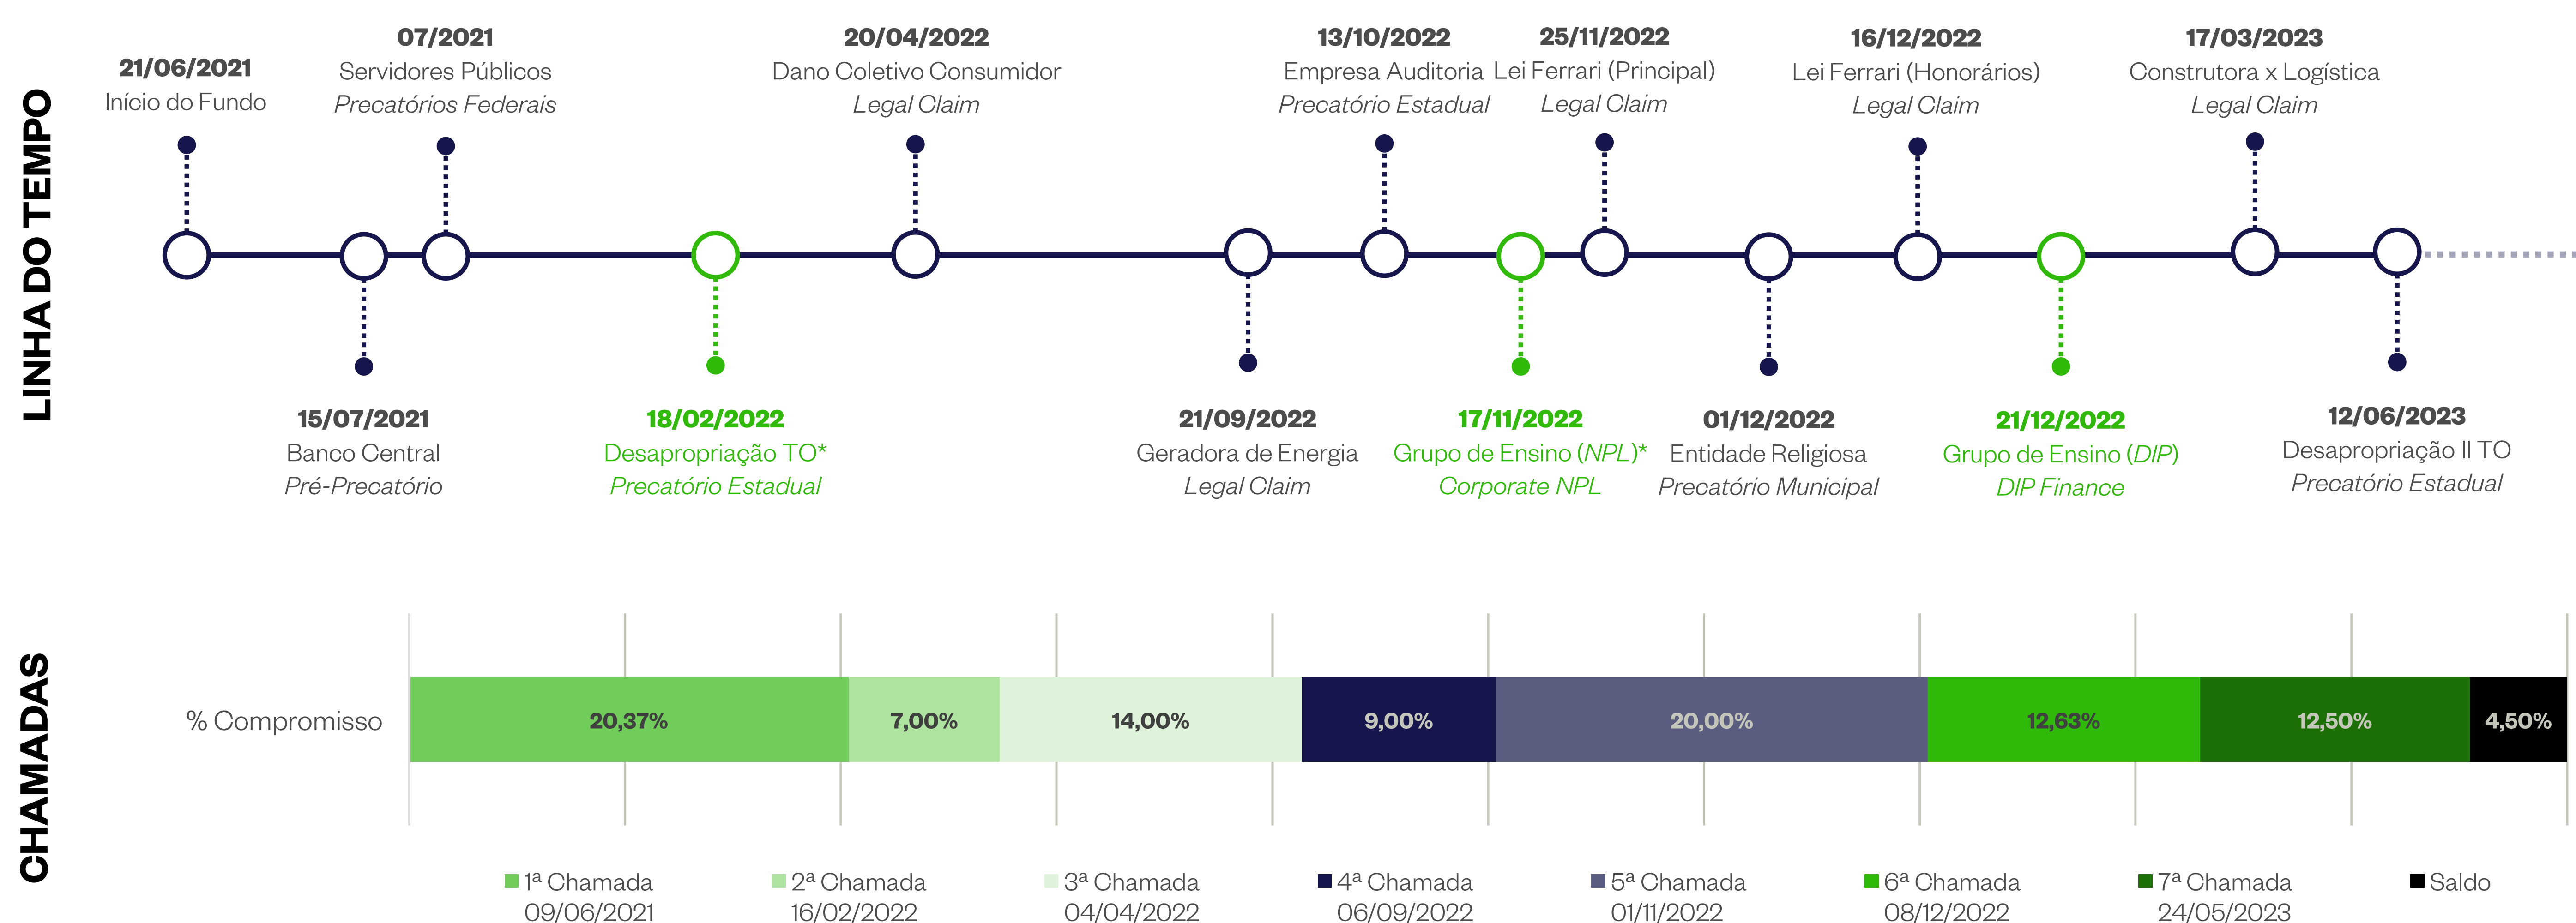 LINHA DO TEMPO
21/06/2021
Início do Fundo
07/2021
Servidores Públicos
Precatórios Federais
20/04/2022
Dano Coletivo Consumidor
Legal Claim
13/10/2022
Empresa Auditoria
Precatório Estadual
25/11/2022
Lei Ferrari (Principal)
Legal Claim
16/12/2022
Lei Ferrari (Honorários)
Legal Claim
17/03/2023
Construtora x Logística
Legal Claim
15/07/2021
Banco Central
Pré-Precatório
18/02/2022
Desapropriação TO*
Precatório Estadual
21/09/2022
Geradora de Energia
Legal Claim
17/11/2022
Grupo de Ensino (NPL)*
Corporate NPL
01/12/2022
Entidade Religiosa
Precatório Municipal
21/12/2022
Grupo de Ensino (DIP)
DIP Finance
12/06/2023
Desapropriação II TO
Precatório Estadual
CHAMADAS
% Compromisso
20,37%
7,00%
14,00%
9,00%
20,00%
12,63%
12,50%
4,50%
1ª Chamada
09/06/2021
2ª Chamada
16/02/2022
3ª Chamada
04/04/2022
4ª Chamada
06/09/2022
5ª Chamada
01/11/2022
6ª Chamada
08/12/2022
7ª Chamada
24/05/2023
Saldo